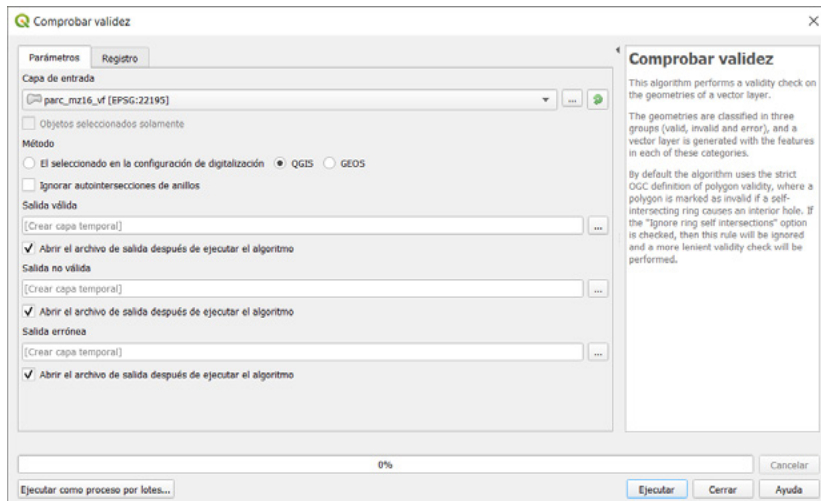 Comprobar validez
Parámetros
Registro
Capa de entrada
parc_mz16_vf [EPSG:22195]
...
Objetos seleccionados solamente
Método
El seleccionado en la configuración de digitalización
QGIS
GEOS
Ignorar autointersecciones de anillos
Salida válida
[Crear capa temporal]
...
Abrir el archivo de salida después de ejecutar el algoritmo
Salida no válida
[Crear capa temporal]
...
Abrir el archivo de salida después de ejecutar el algoritmo
Salida errónea
[Crear capa temporal]
...
Abrir el archivo de salida después de ejecutar el algoritmo
Comprobar validez
This algorithm performs a validity check on
the geometries of a vector layer.
The geometries are classified in three
groups (valid, invalid and error), and a
vector layer is generated with the features
in each of these categories.
By default the algorithm uses the strict
OGC definition of polygon validity, where a
polygon is marked as invalid if a self-
intersecting ring causes an interior hole. If
the "Ignore ring self intersections" option
is checked, then this rule will be ignored
and a more lenient validity check will be
performed.
0%
Cancelar
Ejecutar como proceso por lotes...
Ejecutar
Cerrar
Ayuda